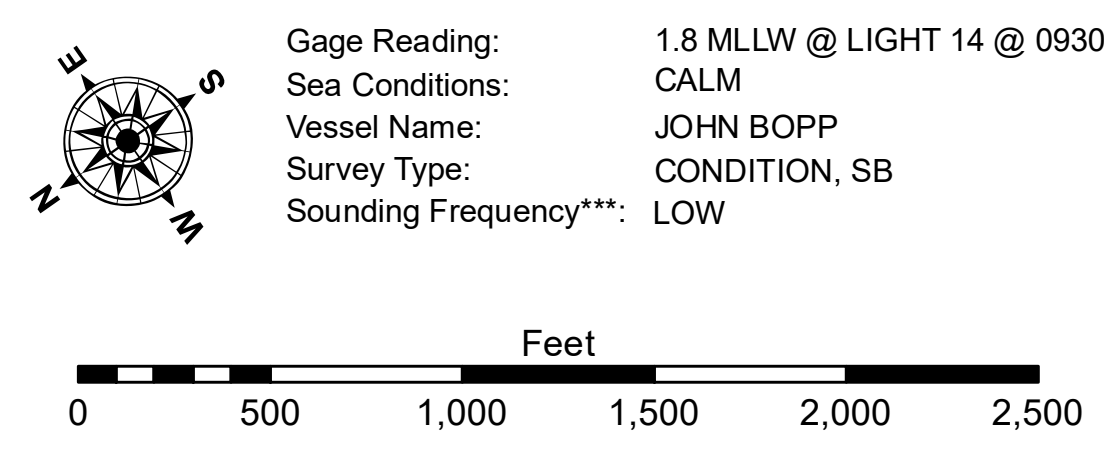 E
S
N
W
Gage Reading: 1.8 MLLW @ LIGHT 14 @ 0930
Sea Conditions: CALM
Vessel Name: JOHN BOPP
Survey Type: CONDITION, SB
Sounding Frequency***: LOW
Feet
0 500 1,000 1,500 2,000 2,500